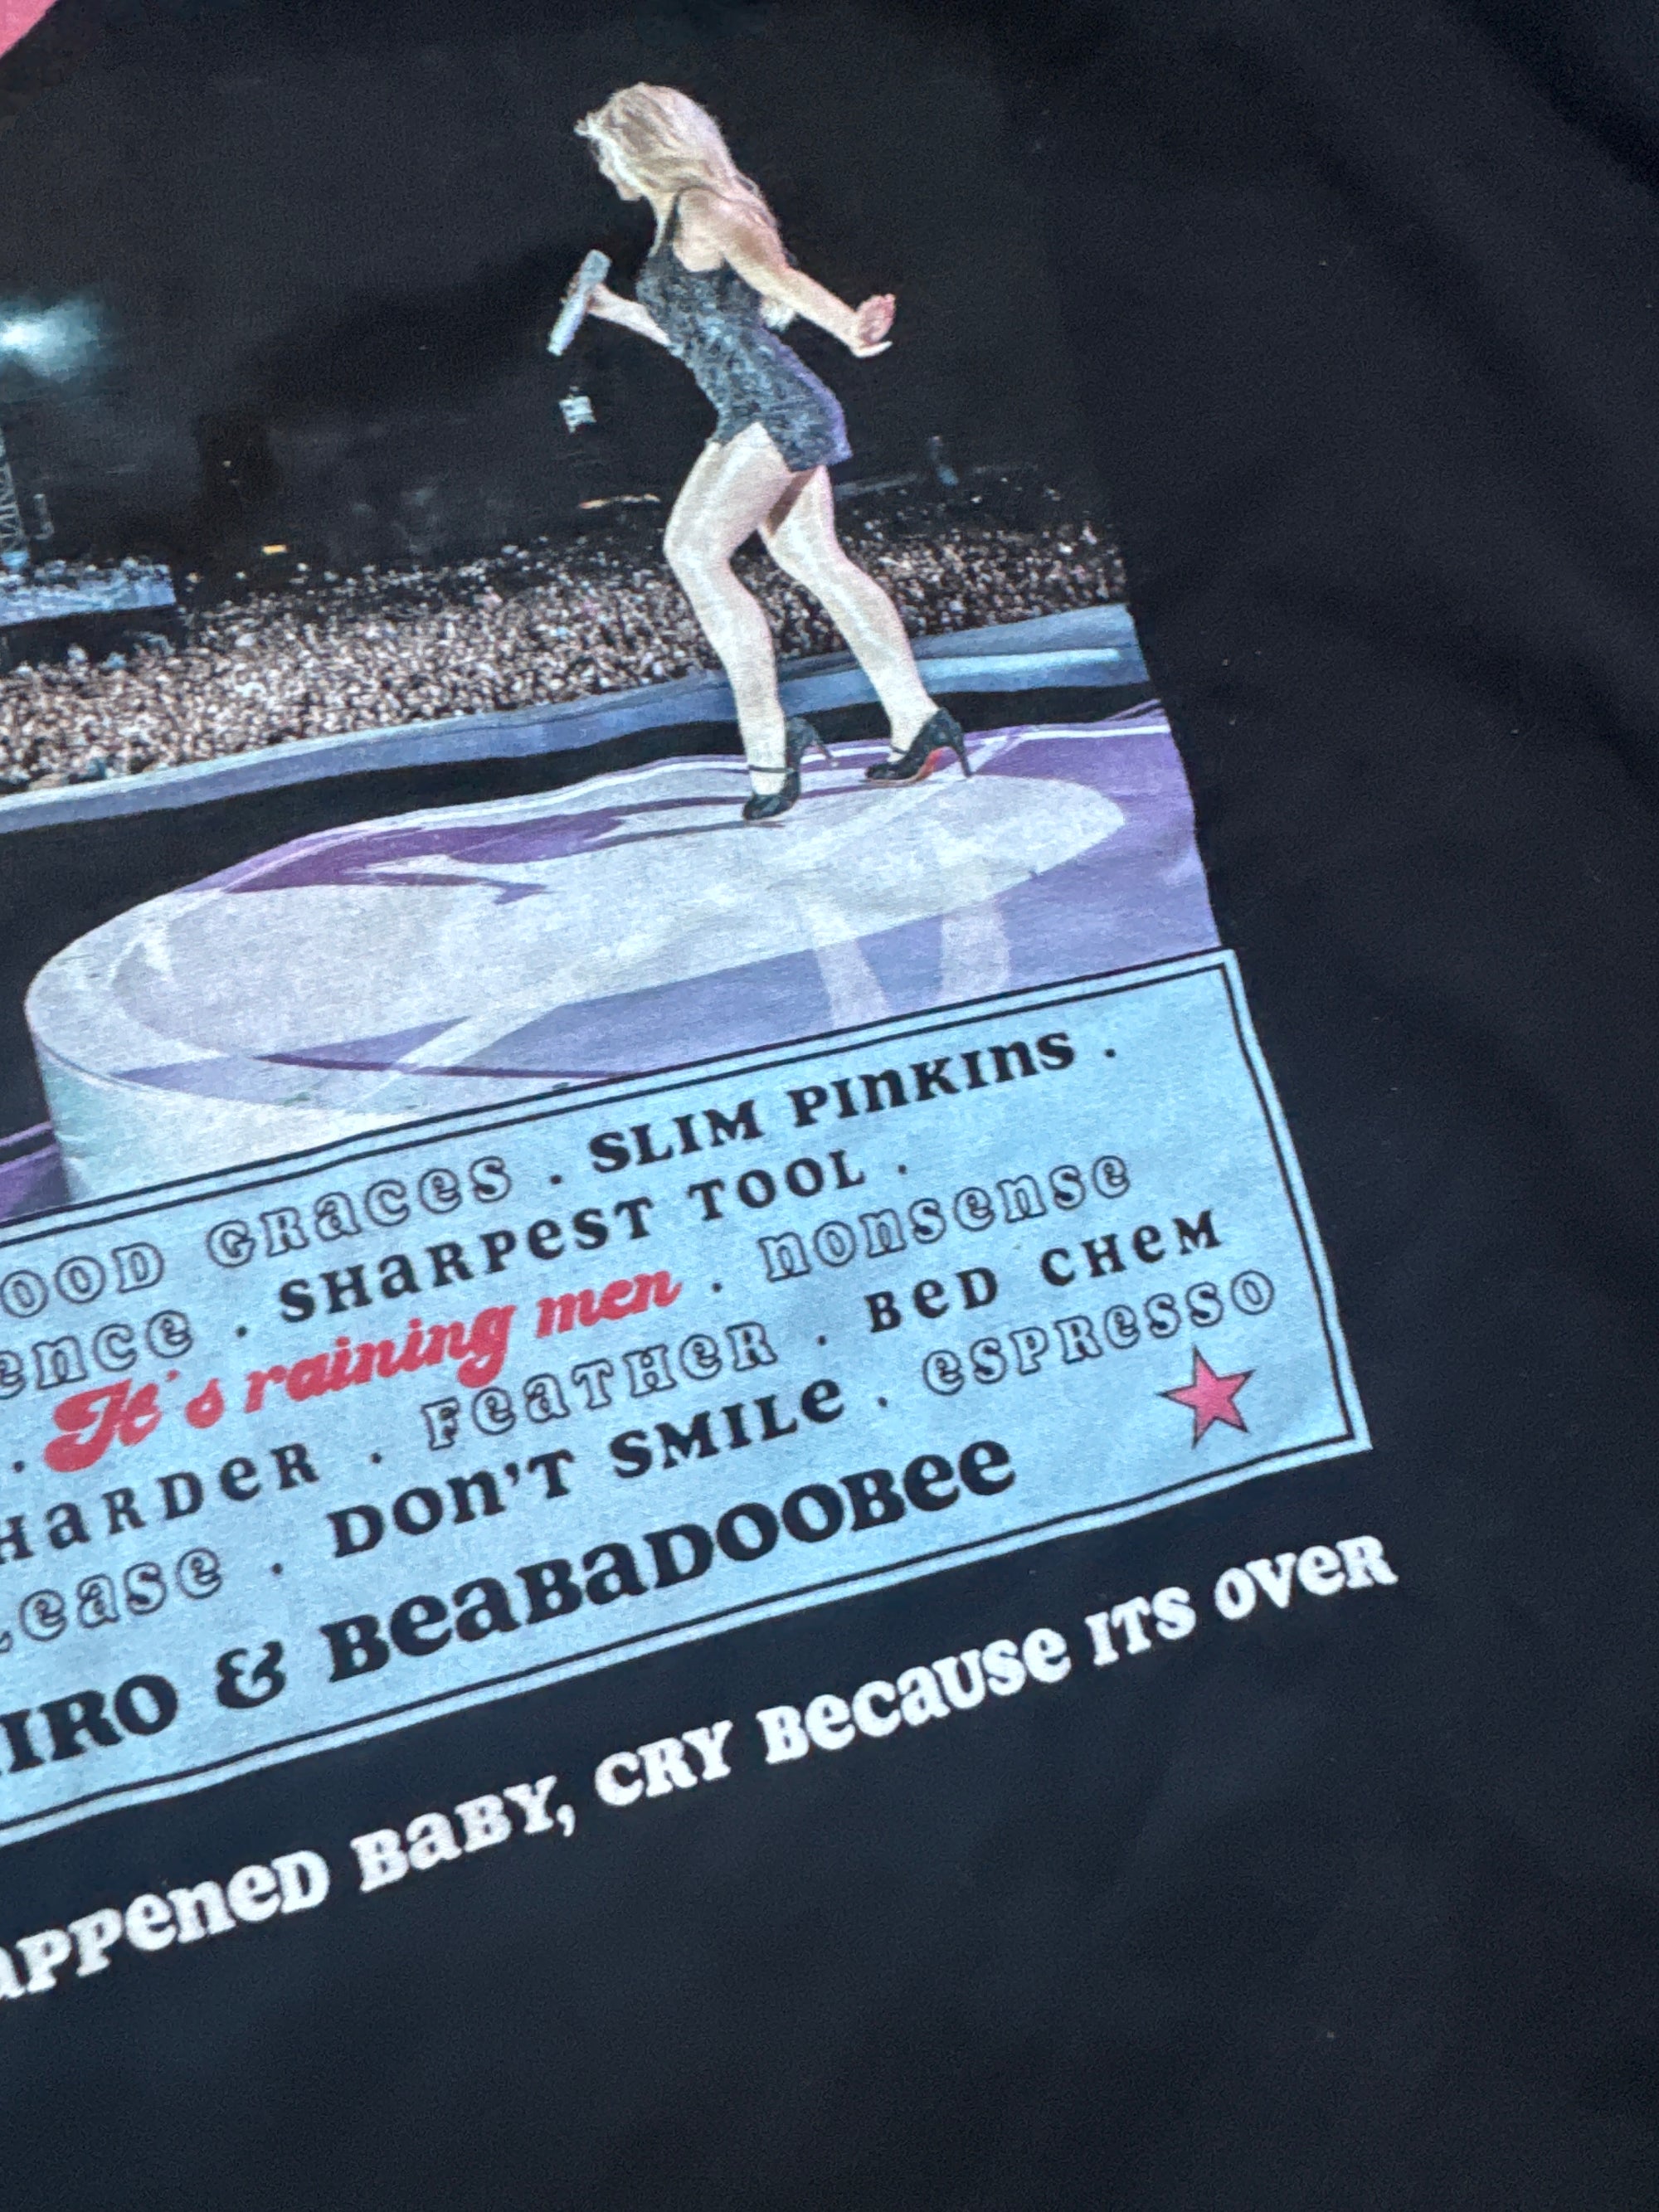 OOD GRaces . SLIM PINKINS .
ence . SHaRPeST TOOL .
. It's raining men . nonsense
HaRDeR . FeaTHeR . BeD CHeM
Lease . DOn'T SMILe . esPResso
IRO & BeaBaDOOBee
appeneD BaBY, CRY Because ITS OVeR